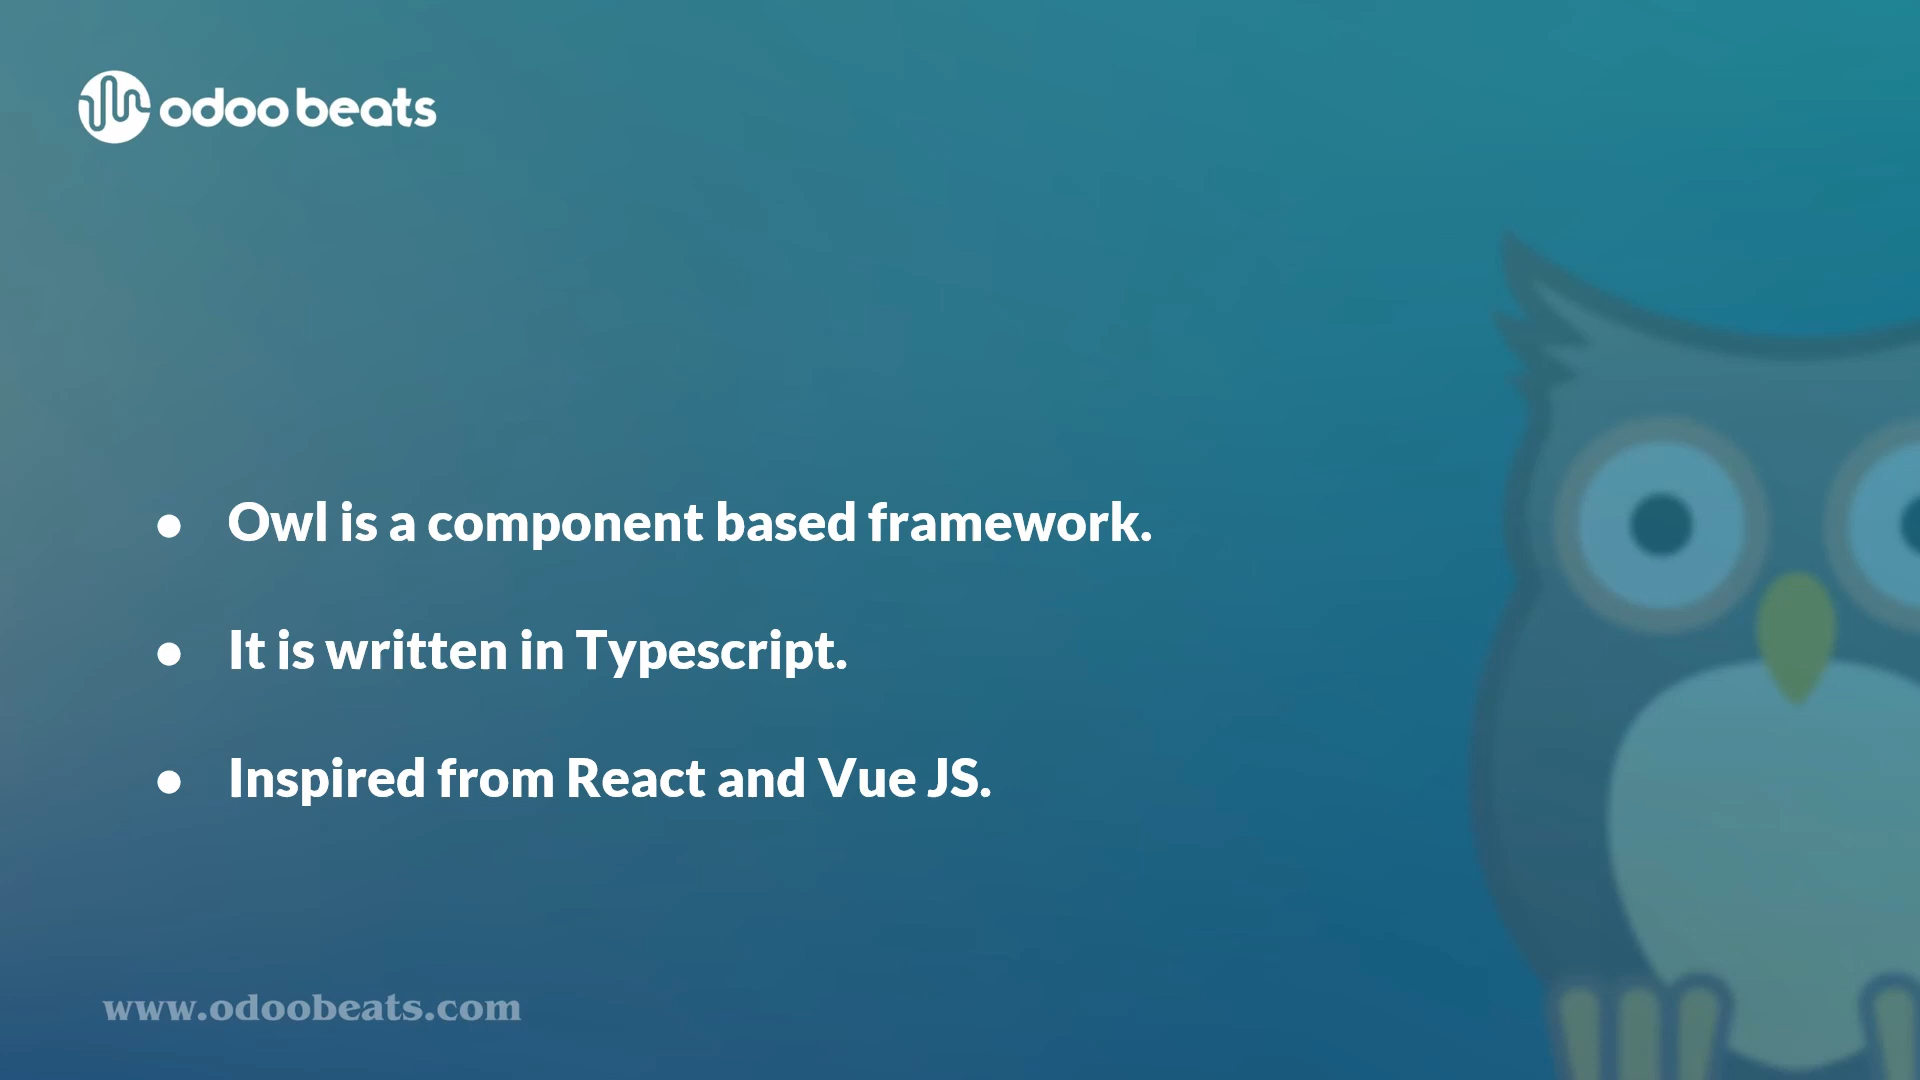 odoo beats
● Owl is a component based framework.
● It is written in Typescript.
● Inspired from React and Vue JS.
www.odoobeats.com